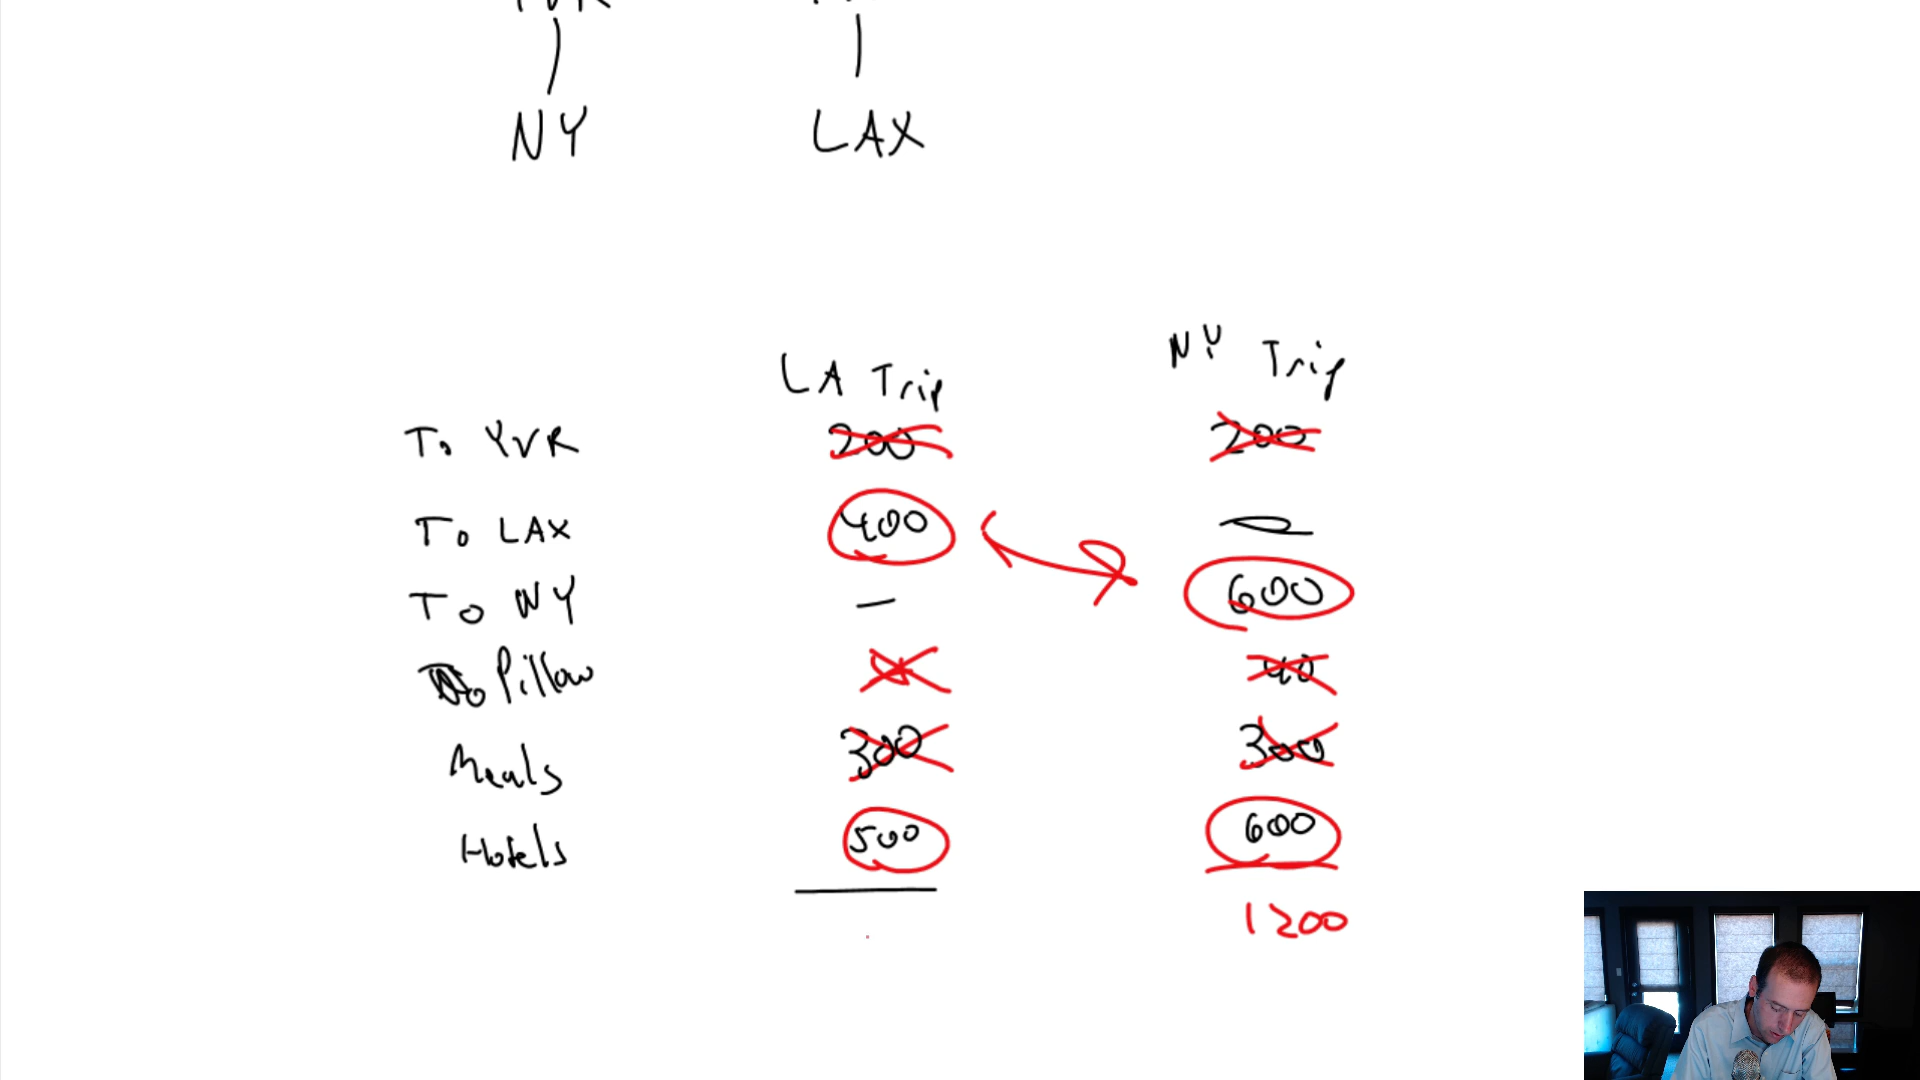 NY LAX
LA Trip NY Trip
To YVR 200 200
To LAX 400 —
To NY — 600
Pillow 40
Meals 300 300
Hotels 500 600
1200